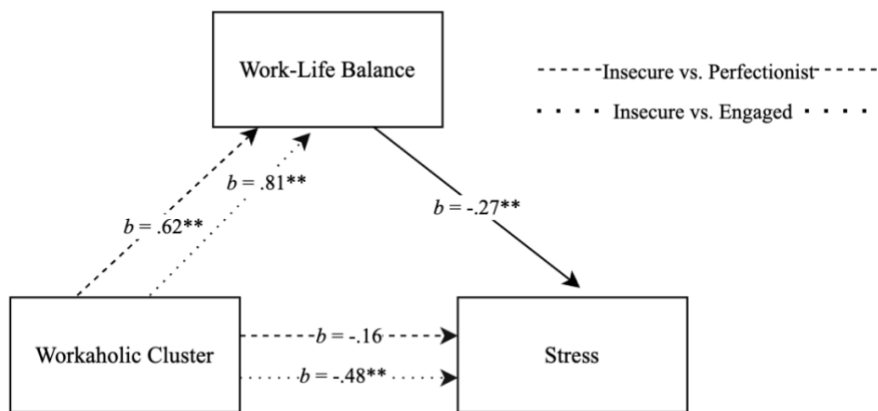 Work-Life Balance
Insecure vs. Perfectionist
Insecure vs. Engaged
b = .81**
b = -.27**
b = .62**
b = -.16
Workaholic Cluster
Stress
b = -.48**